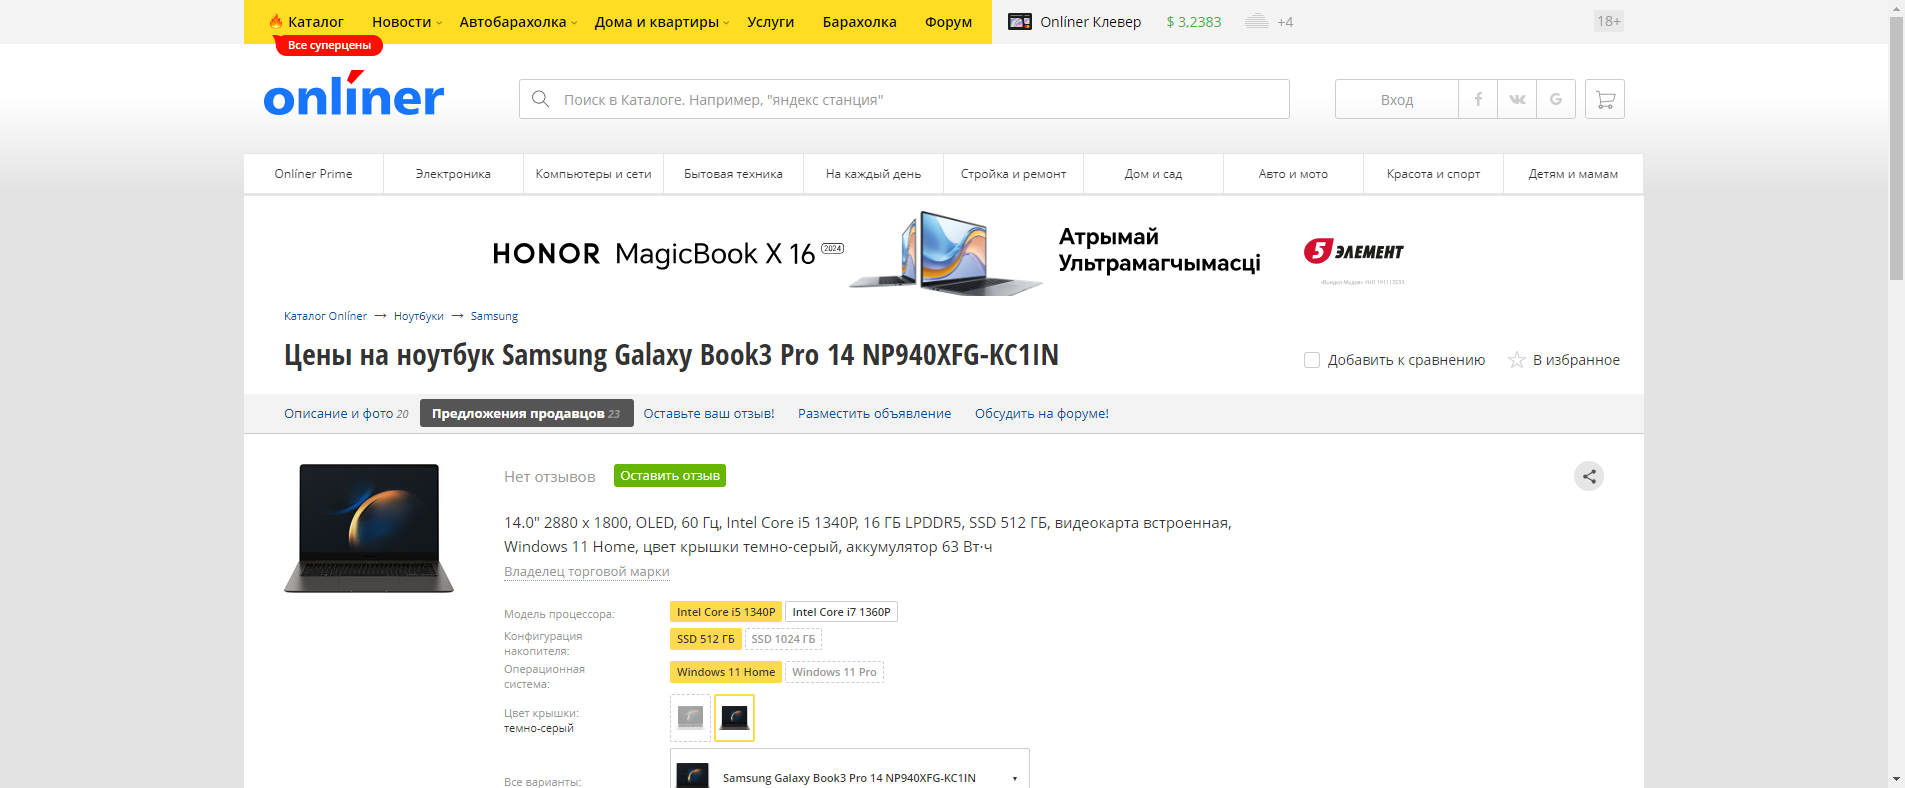 Каталог Новости Автобарахолка Дома и квартиры Услуги Барахолка Форум Onlíner Клевер $ 3,2383 +4 18+
Все суперцены
onlíner
Поиск в Каталоге. Например, "яндекс станция"
Вход
Onlíner Prime Электроника Компьютеры и сети Бытовая техника На каждый день Стройка и ремонт Дом и сад Авто и мото Красота и спорт Детям и мамам
HONOR MagicBook X 16 2024
Атрымай
Ультрамагчымасці
5 ЭЛЕМЕНТ
Каталог Onlíner → Ноутбуки → Samsung
Цены на ноутбук Samsung Galaxy Book3 Pro 14 NP940XFG-KC1IN
Добавить к сравнению В избранное
Описание и фото 20 Предложения продавцов 23 Оставьте ваш отзыв! Разместить объявление Обсудить на форуме!
Нет отзывов Оставить отзыв
14.0" 2880 x 1800, OLED, 60 Гц, Intel Core i5 1340P, 16 ГБ LPDDR5, SSD 512 ГБ, видеокарта встроенная,
Windows 11 Home, цвет крышки темно-серый, аккумулятор 63 Вт·ч
Владелец торговой марки
Модель процессора: Intel Core i5 1340P Intel Core i7 1360P
Конфигурация
накопителя:
SSD 512 ГБ SSD 1024 ГБ
Операционная
система:
Windows 11 Home Windows 11 Pro
Цвет крышки:
темно-серый
Все варианты: Samsung Galaxy Book3 Pro 14 NP940XFG-KC1IN